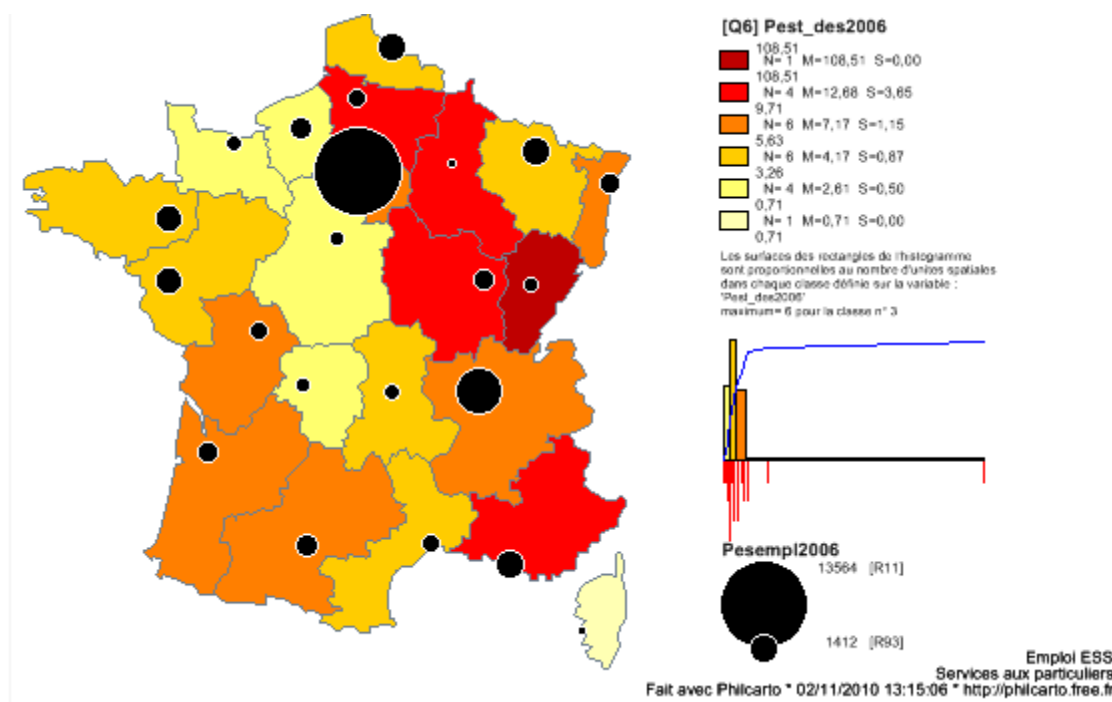 [Q6] Pest_des2006
108,51
N= 1 M=108,51 S=0,00
108,51
N= 4 M=12,68 S=3,65
9,71
N= 6 M=7,17 S=1,15
5,63
N= 6 M=4,17 S=0,87
3,26
N= 4 M=2,61 S=0,50
0,71
N= 1 M=0,71 S=0,00
0,71
Les surfaces des rectangles de l'histogramme
sont proportionnelles au nombre d'unites spatiales
dans chaque classe définie sur la variable :
'Pest_des2006'
maximum= 6 pour la classe n° 3
Pesempl2006
13564 [R11]
1412 [R93]
Emploi ESS
Services aux particuliers
Fait avec Philcarto * 02/11/2010 13:15:06 * http://philcarto.free.fr